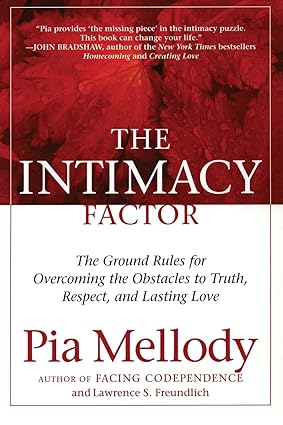 "Pia provides 'the missing piece' in the intimacy puzzle.
This book can change your life."
—JOHN BRADSHAW, author of the New York Times bestsellers
Homecoming and Creating Love
THE
INTIMACY
FACTOR
The Ground Rules for
Overcoming the Obstacles to Truth,
Respect, and Lasting Love
Pia Mellody
AUTHOR OF FACING CODEPENDENCE
and Lawrence S. Freundlich